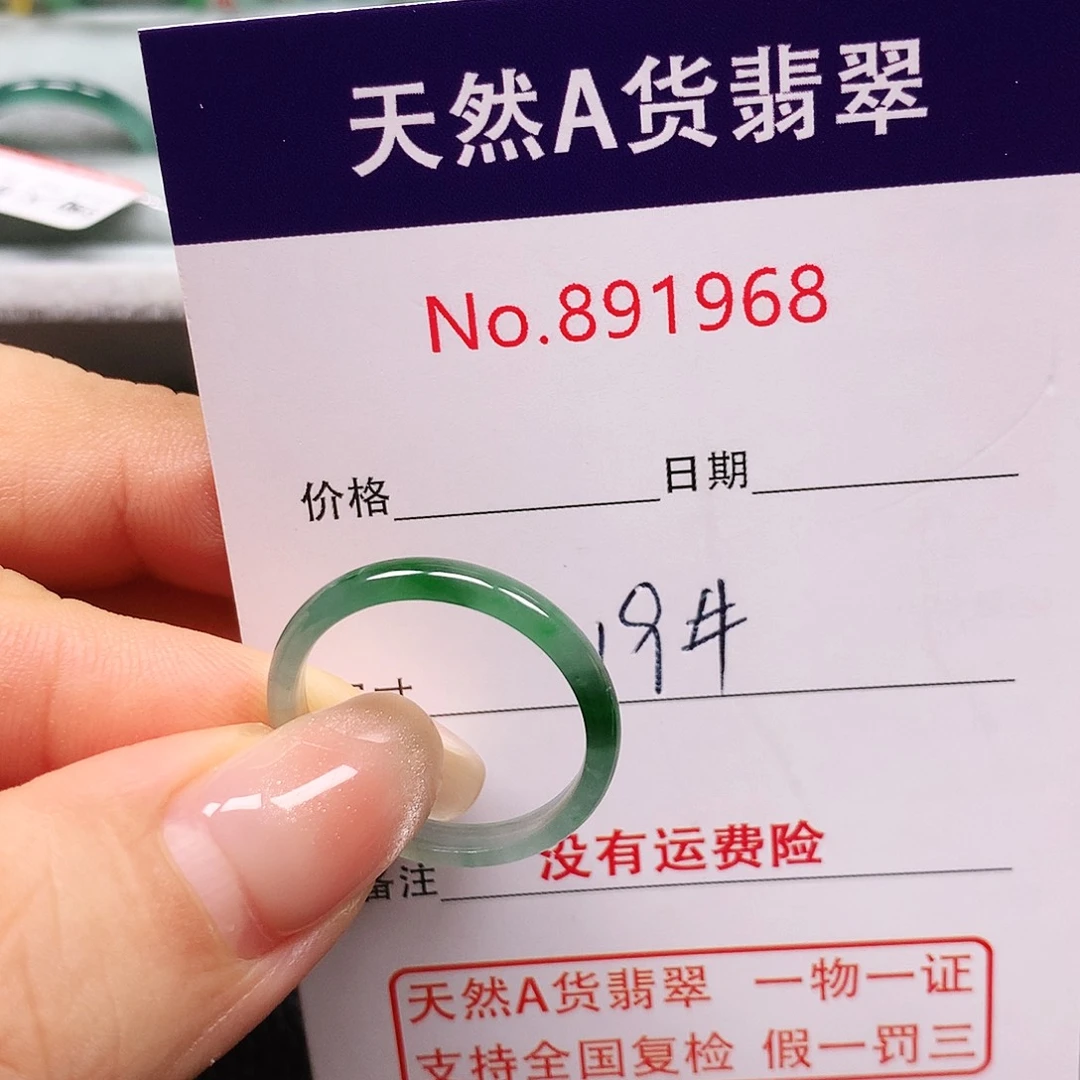 天然A货翡翠
No.891968
价格 日期
19#
备注 没有运费险
天然A货翡翠 一物一证
支持全国复检 假一罚三